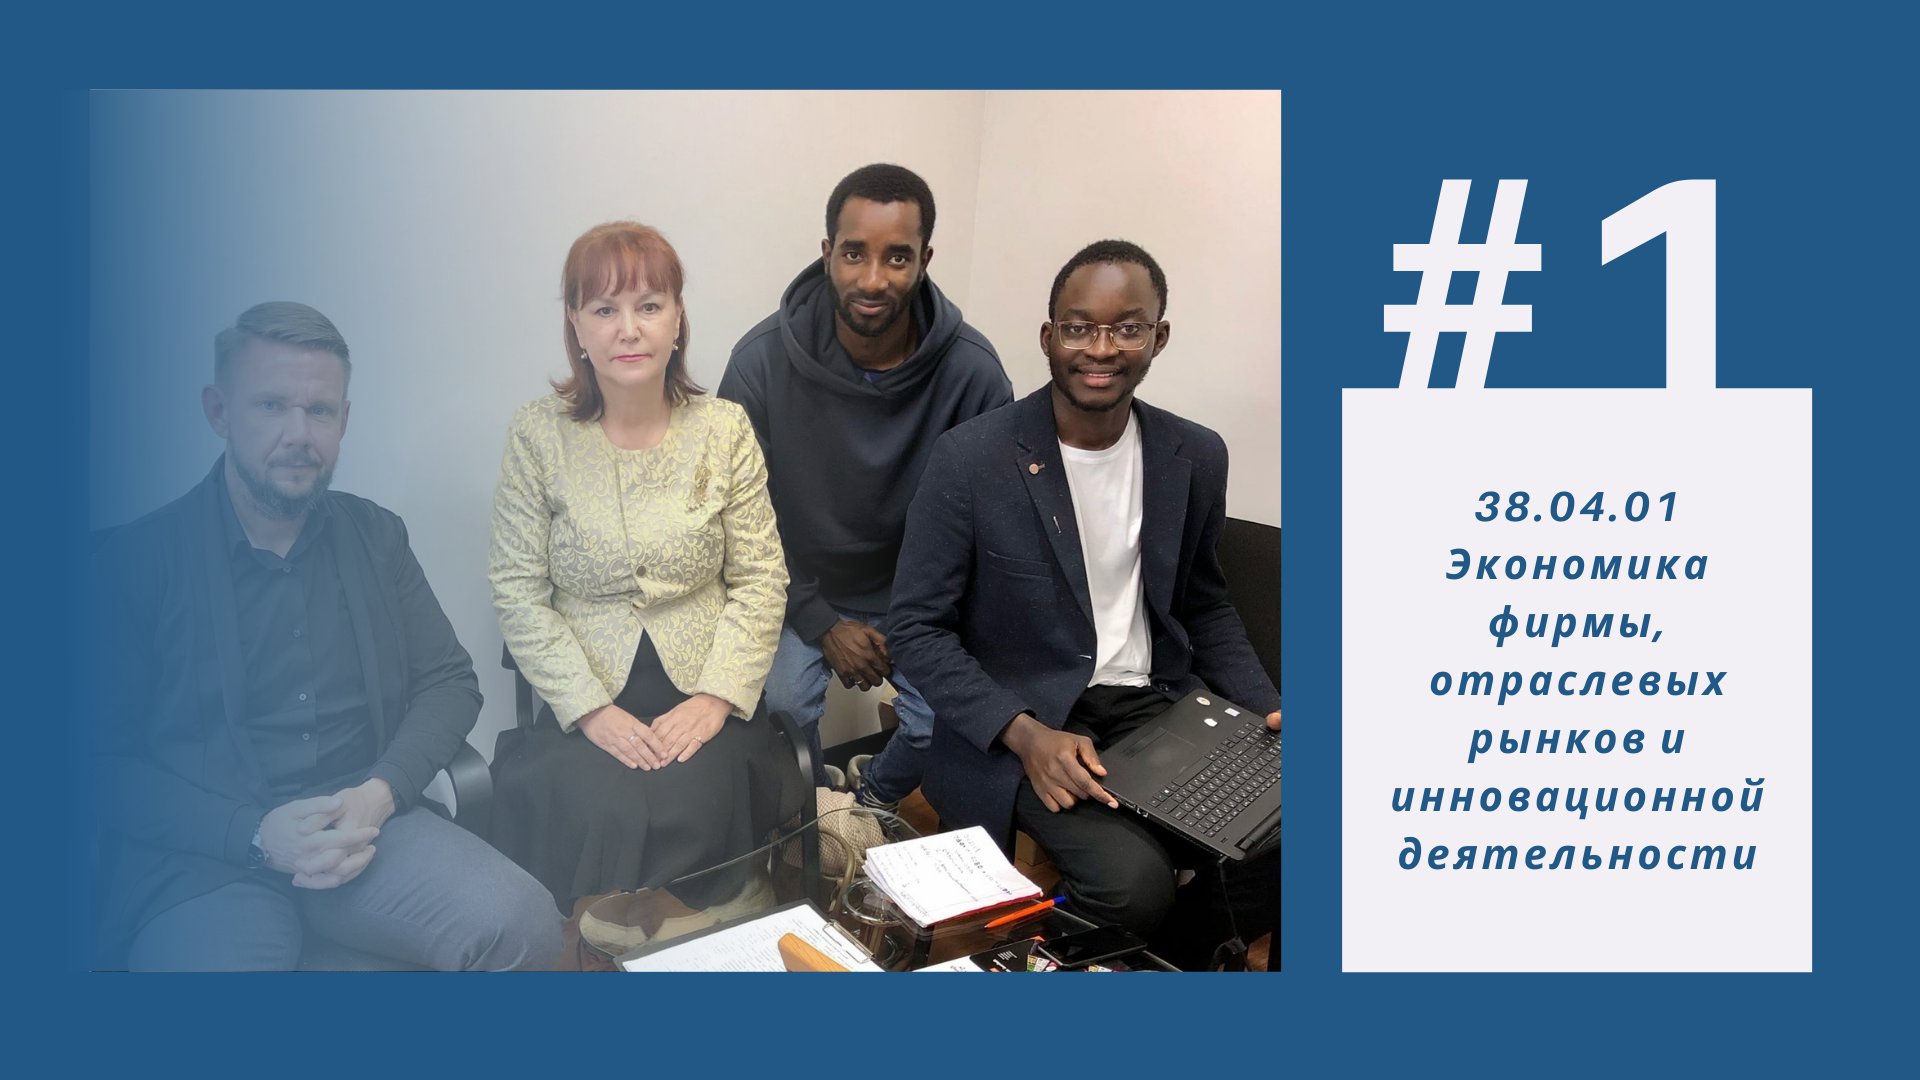 #1
38.04.01
Экономика
фирмы,
отраслевых
рынков и
инновационной
деятельности